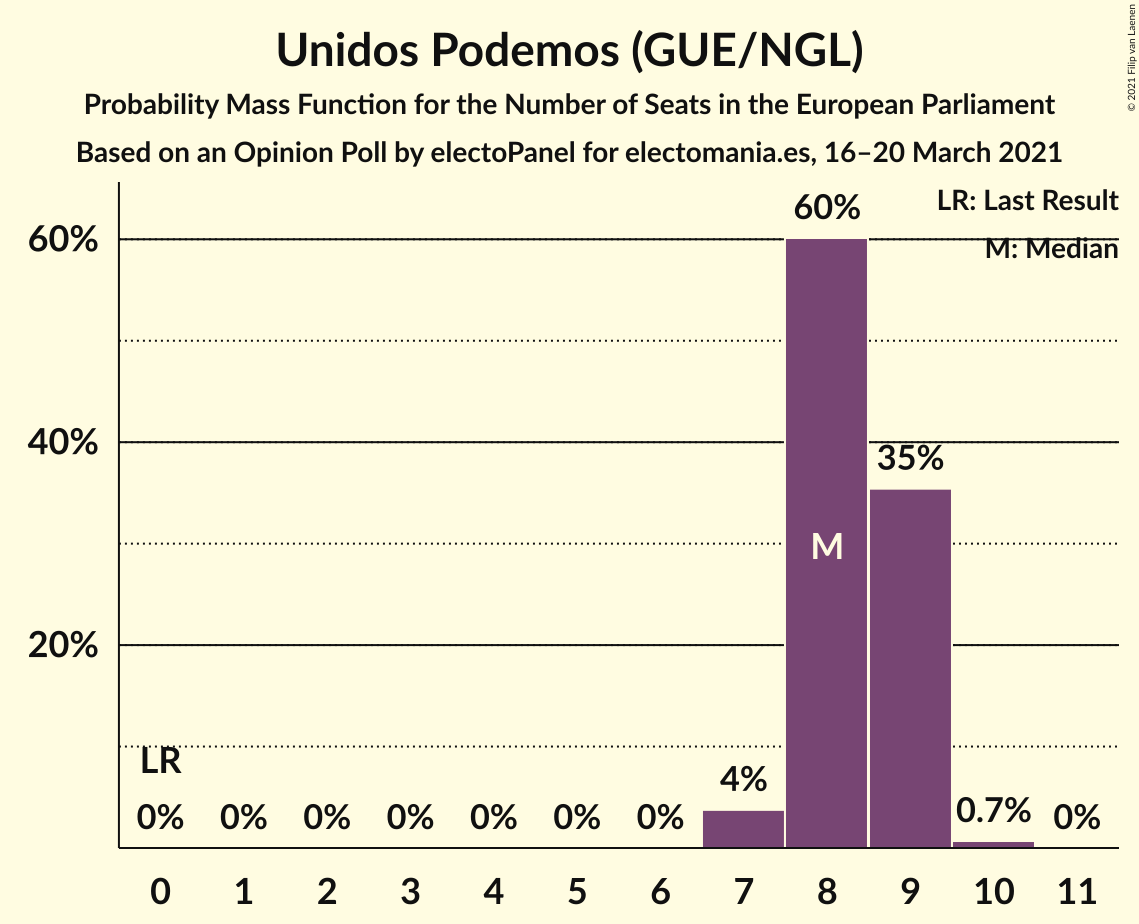 Unidos Podemos (GUE/NGL)
Probability Mass Function for the Number of Seats in the European Parliament
Based on an Opinion Poll by electoPanel for electomania.es, 16–20 March 2021
© 2021 Filip van Laenen
LR: Last Result
M: Median
60%
40%
20%
60%
35%
M
LR
4%
0.7%
0% 0% 0% 0% 0% 0% 0% 0%
0 1 2 3 4 5 6 7 8 9 10 11